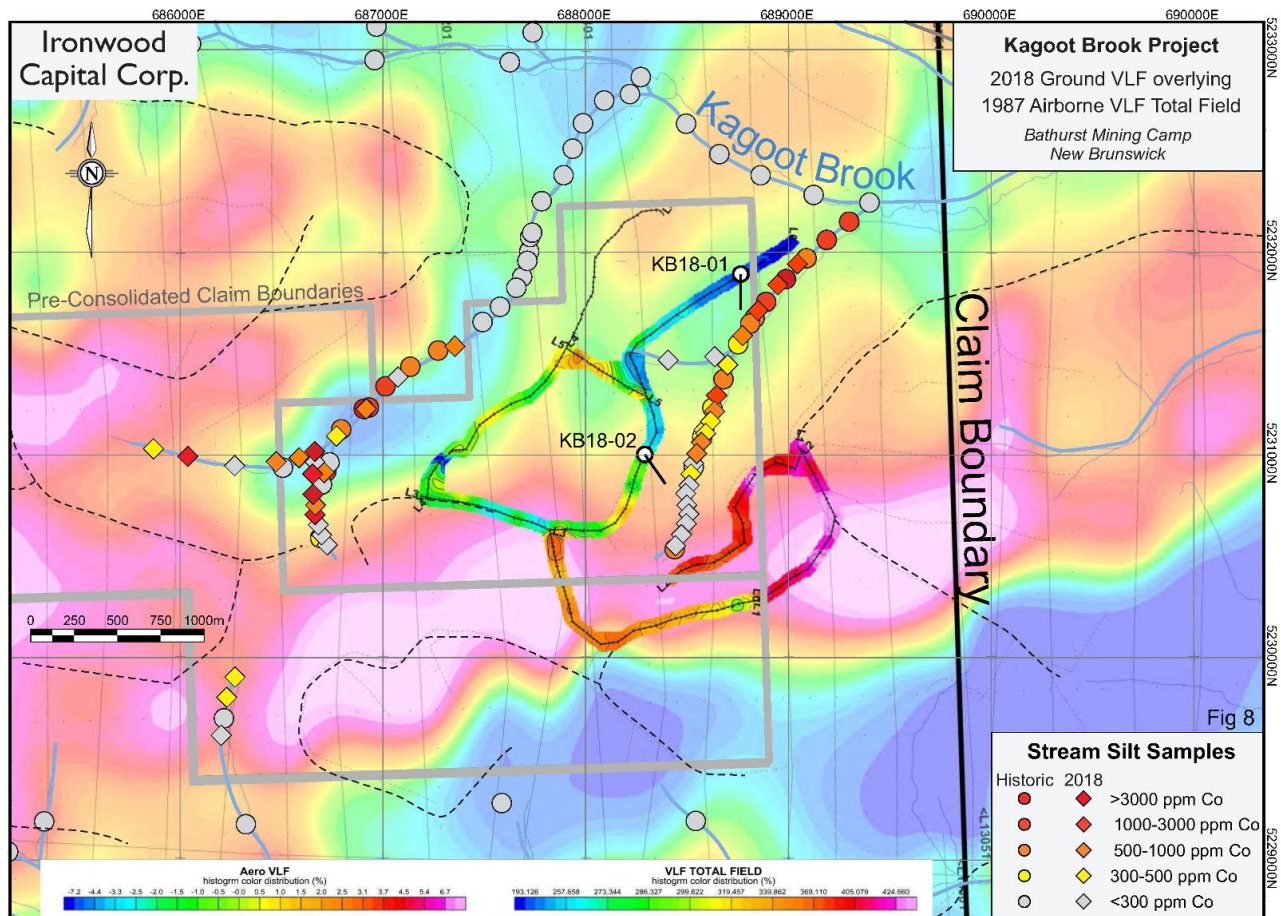 686000E 687000E 688000E 689000E 690000E 690000E
Ironwood
Capital Corp.
Kagoot Brook Project
2018 Ground VLF overlying
1987 Airborne VLF Total Field
Bathurst Mining Camp
New Brunswick
5233000N
N
Kagoot Brook
KB18-01
5232000N
Pre-Consolidated Claim Boundaries
Claim Boundary
L5
KB18-02
5231000N
L3
0 250 500 750 1000m
5230000N
Fig 8
Stream Silt Samples
Historic 2018
>3000 ppm Co
1000-3000 ppm Co
500-1000 ppm Co
300-500 ppm Co
<300 ppm Co
<L13051
5229000N
Aero VLF
histogrm color distribution (%)
-7.2 -4.4 -3.3 -2.5 -2.1 -1.5 -1.0 -0.5 -0.0 0.5 1.0 1.5 2.0 2.5 3.1 3.7 4.5 5.4 6.7
VLF TOTAL FIELD
histogrm color distribution (%)
193.126 257.658 273.344 286.327 299.822 319.457 339.862 369.110 405.079 424.660